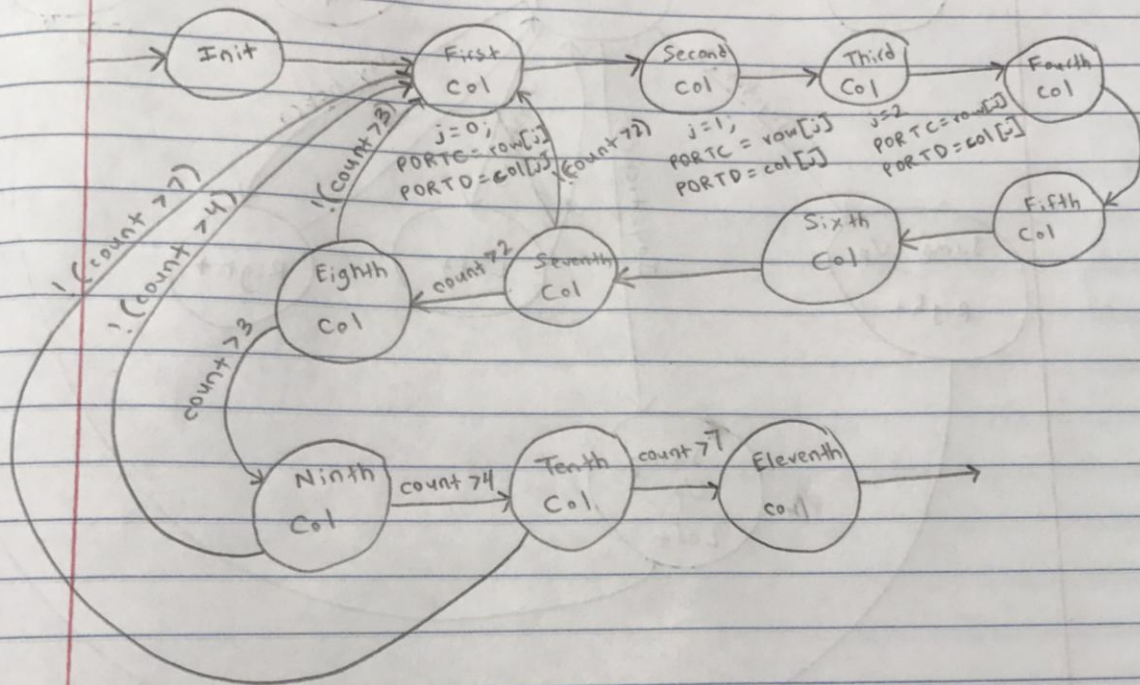 Init
First
Col
Second
Col
Third
Col
Fourth
Col
j=0;
PORTC=row[j]
PORTD=col[j]
j=1;
PORTC = row[j]
PORTD = col[j]
j=2
PORTC=row[j]
PORTD=col[j]
Fifth
Col
Sixth
Col
Seventh
Col
!(count>2)
count>2
Eighth
Col
!(count>3)
count>3
Ninth
Col
!(count>4)
count>4
Tenth
Col
!(count>7)
count>7
Eleventh
Col